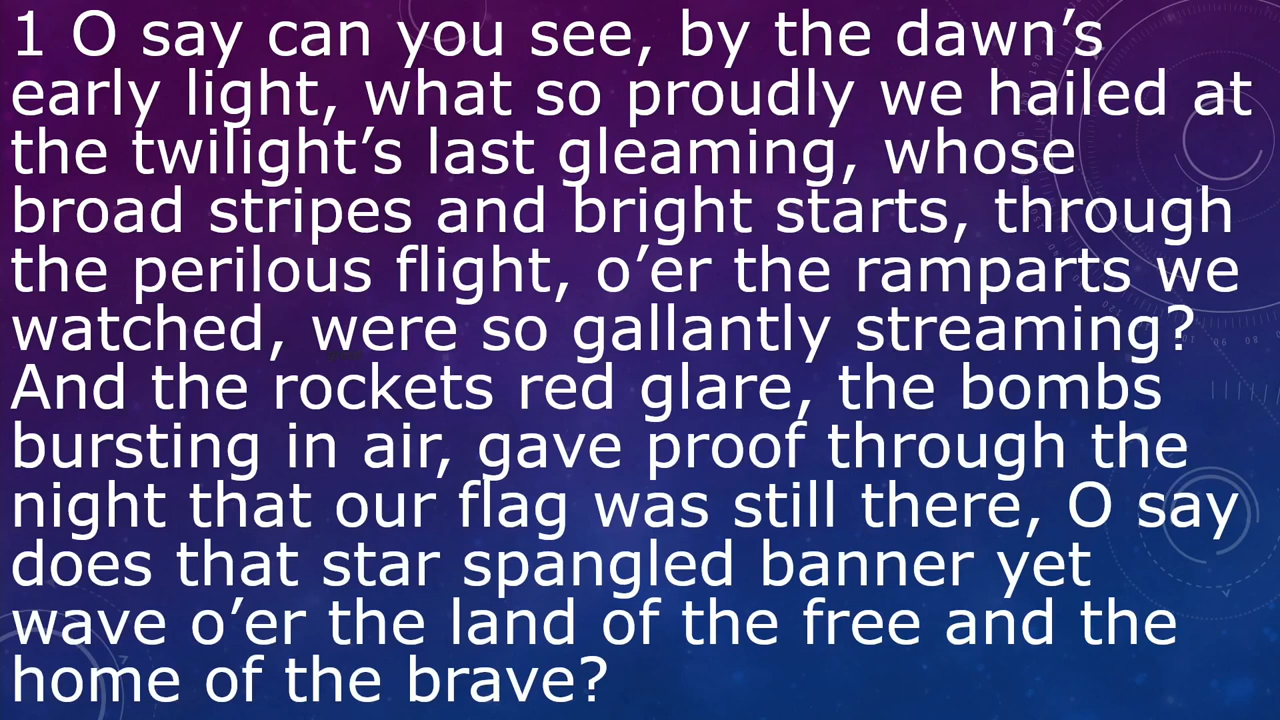 1 O say can you see, by the dawn’s
early light, what so proudly we hailed at
the twilight’s last gleaming, whose
broad stripes and bright starts, through
the perilous flight, o’er the ramparts we
watched, were so gallantly streaming?
And the rockets red glare, the bombs
bursting in air, gave proof through the
night that our flag was still there, O say
does that star spangled banner yet
wave o’er the land of the free and the
home of the brave?